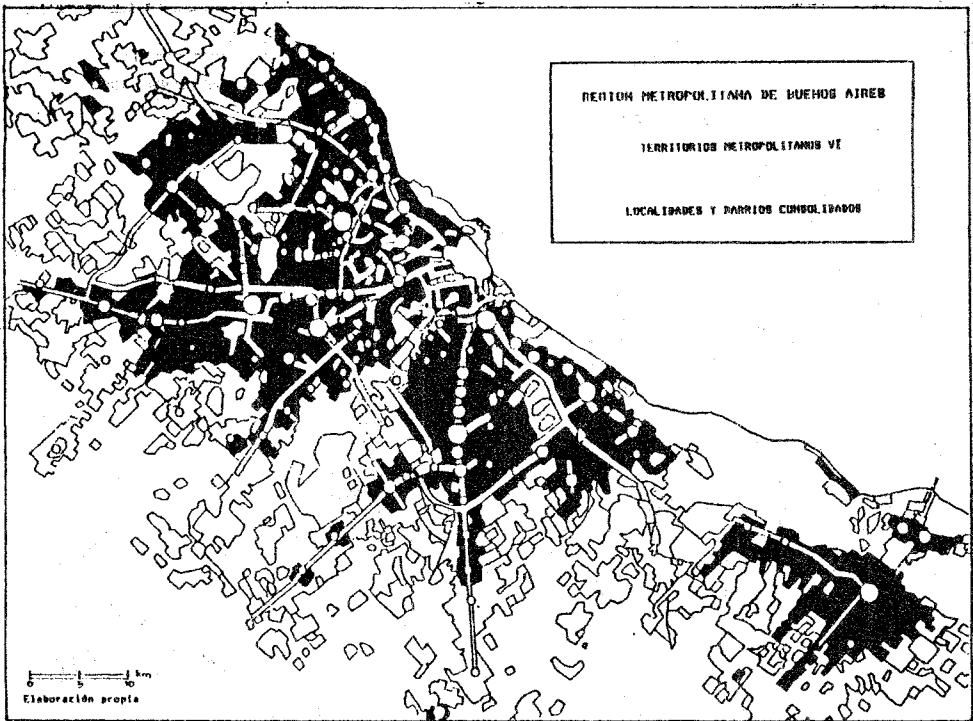 REGION METROPOLITANA DE BUENOS AIRES
TERRITORIOS METROPOLITANOS VI
LOCALIDADES Y BARRIOS CONSOLIDADOS
0 5 10 km
Elaboración propia